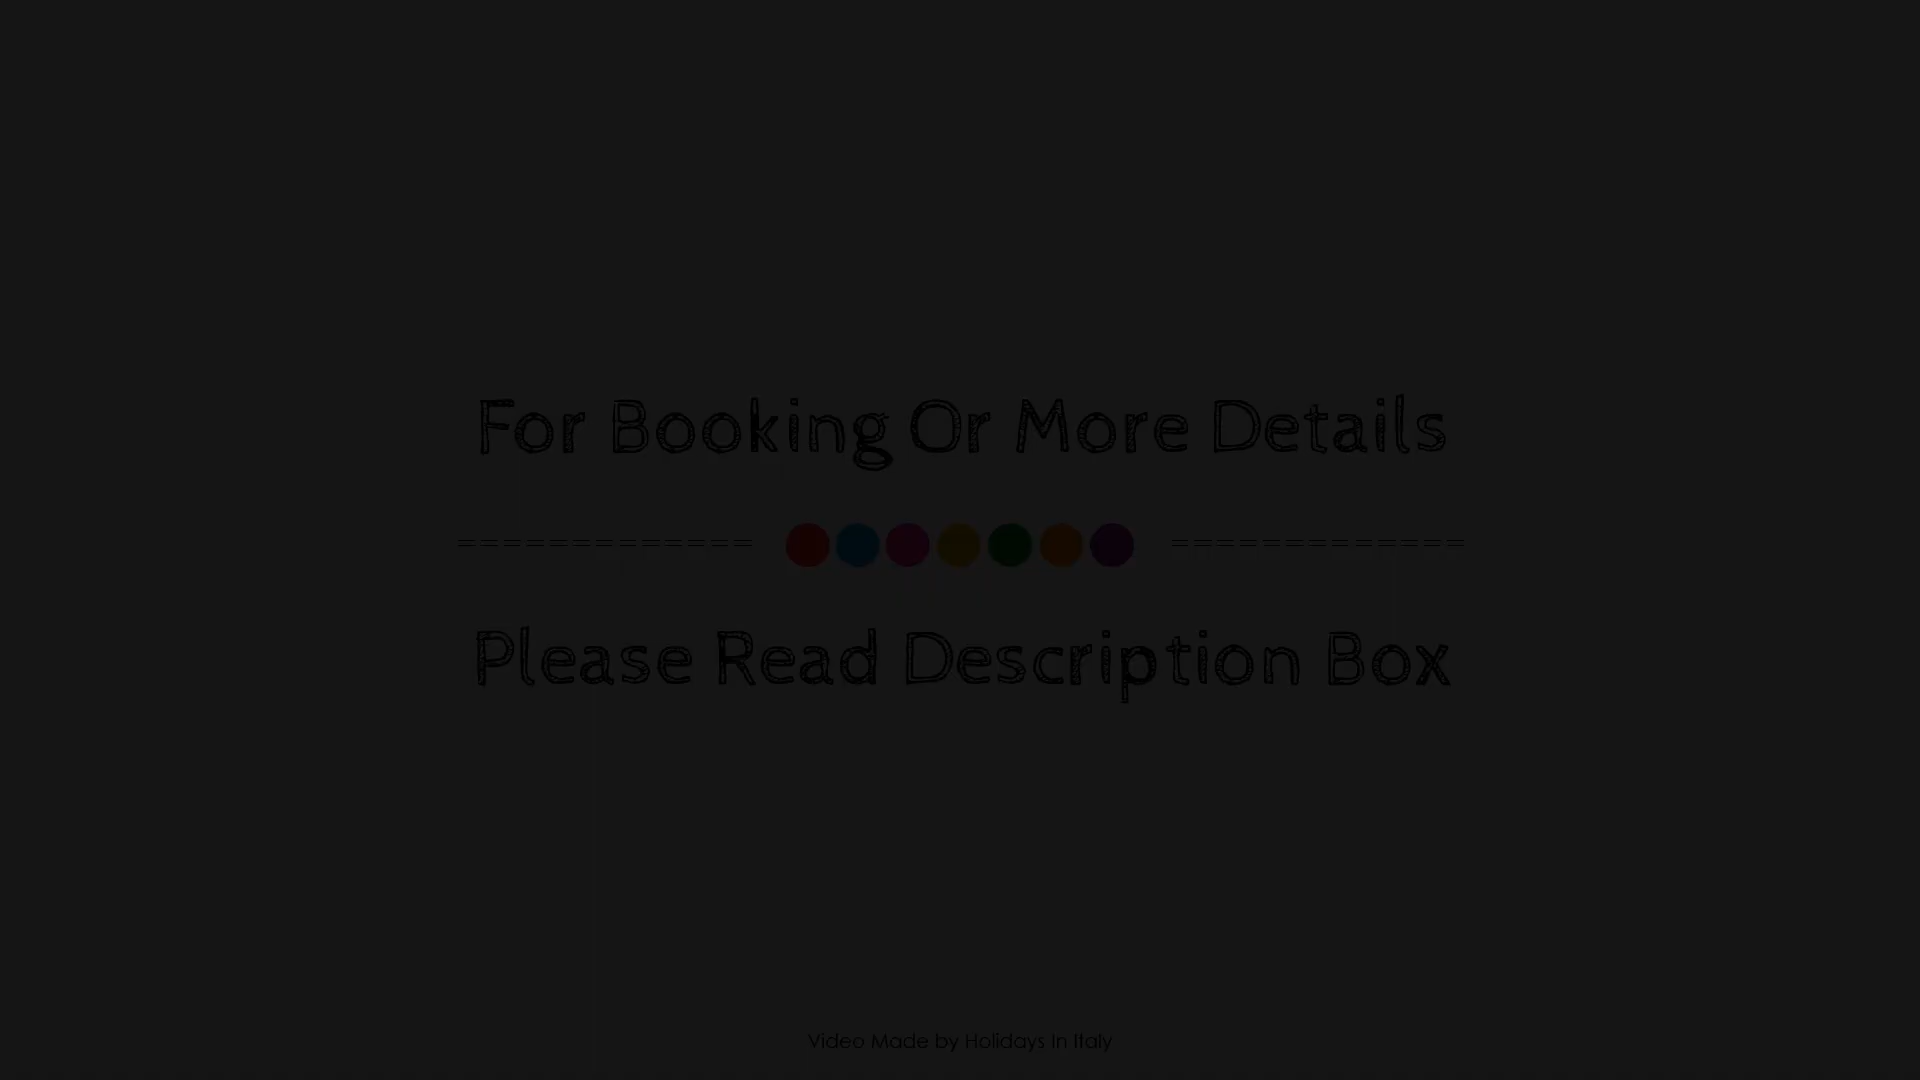 For Booking Or More Details
============= =============
Please Read Description Box
Video Made by Holidays In Italy